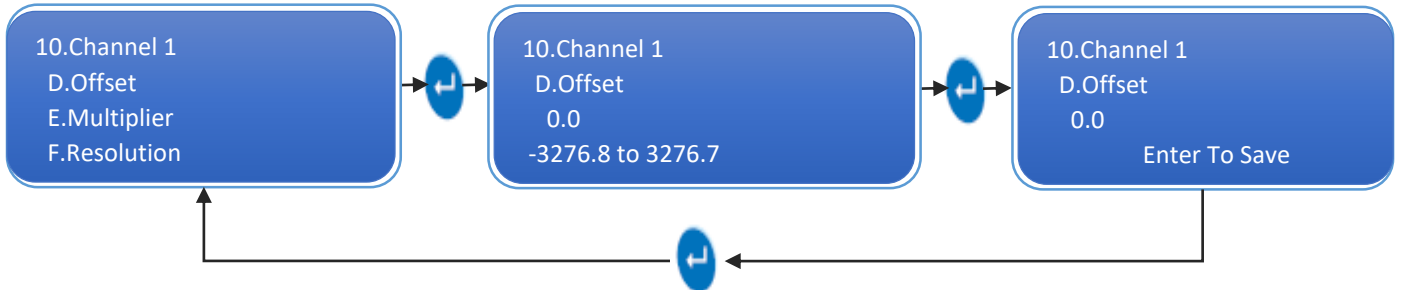 10.Channel 1
D.Offset
E.Multiplier
F.Resolution
10.Channel 1
D.Offset
0.0
-3276.8 to 3276.7
10.Channel 1
D.Offset
0.0
Enter To Save